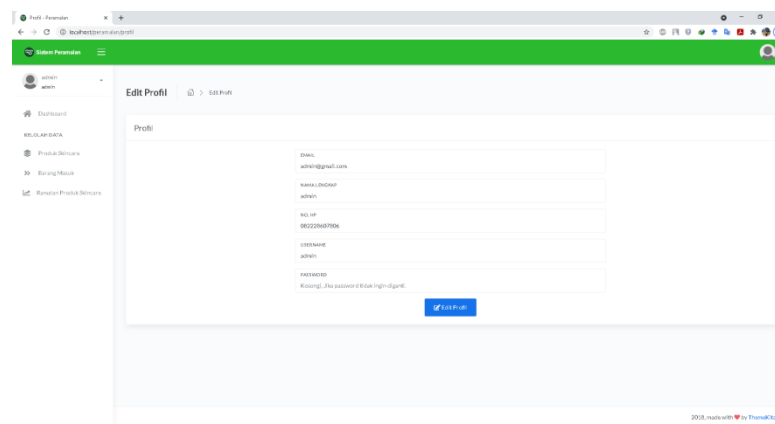 Profil - Peramalan
localhost/peramalan/profil
Sistem Peramalan
admin
admin
Edit Profil
> Edit Profil
Dashboard
KELOLAH DATA
Produk Skincare
Barang Masuk
Ramalan Produk Skincare
Profil
EMAIL
admin@gmail.com
NAMA LENGKAP
admin
NO. HP
082228607806
USERNAME
admin
PASSWORD
Kosongi, Jika password tidak ingin diganti.
Edit Profil
2018, made with ❤ by ThemeKita